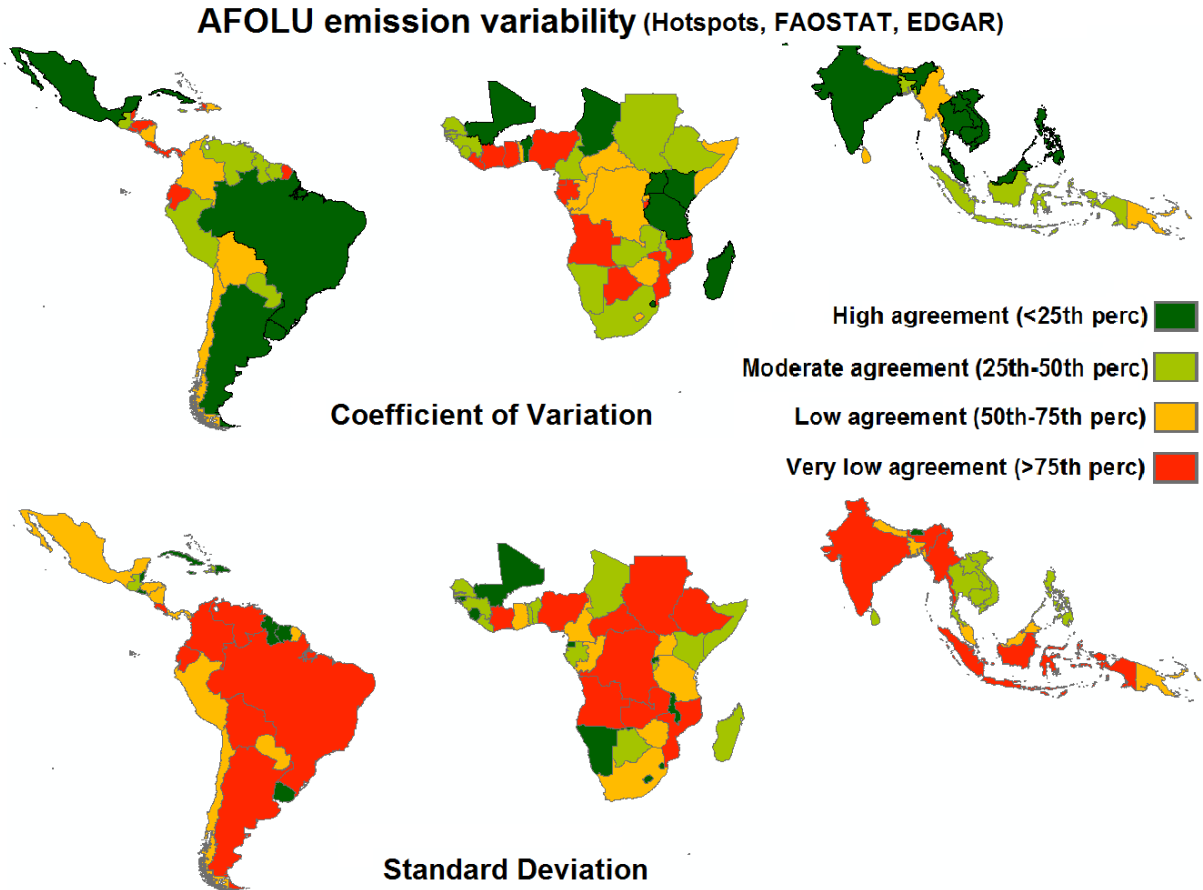 AFOLU emission variability (Hotspots, FAOSTAT, EDGAR)
High agreement (<25th perc)
Moderate agreement (25th-50th perc)
Low agreement (50th-75th perc)
Very low agreement (>75th perc)
Coefficient of Variation
Standard Deviation